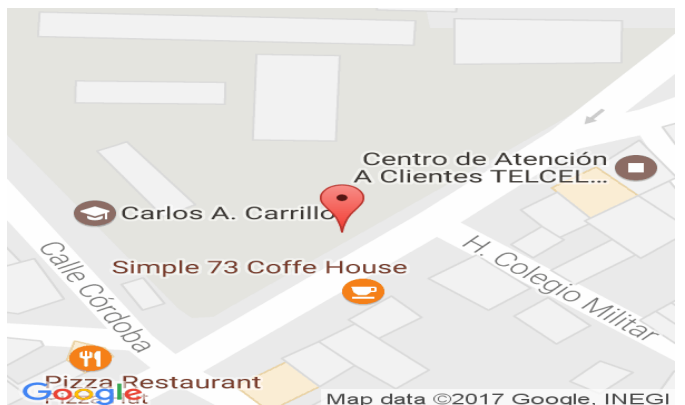 Centro de Atención
A Clientes TELCEL...
Carlos A. Carrillo
H. Colegio Militar
Simple 73 Coffe House
Calle Córdoba
Pizza Restaurant
Google
Map data ©2017 Google, INEGI